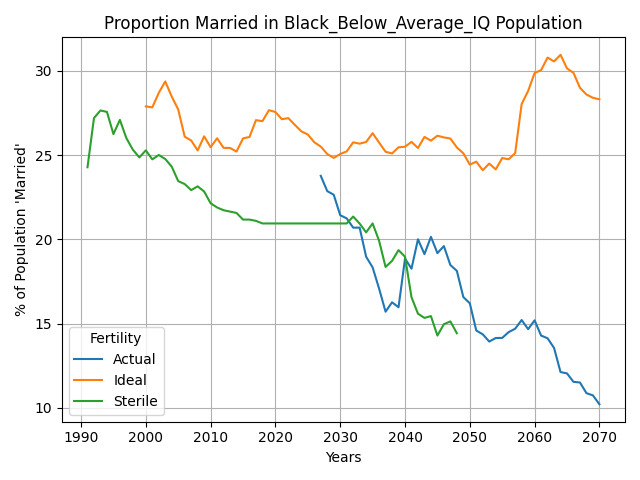 Proportion Married in Black_Below_Average_IQ Population
% of Population 'Married'
30
25
20
15
10
Fertility
Actual
Ideal
Sterile
1990 2000 2010 2020 2030 2040 2050 2060 2070
Years